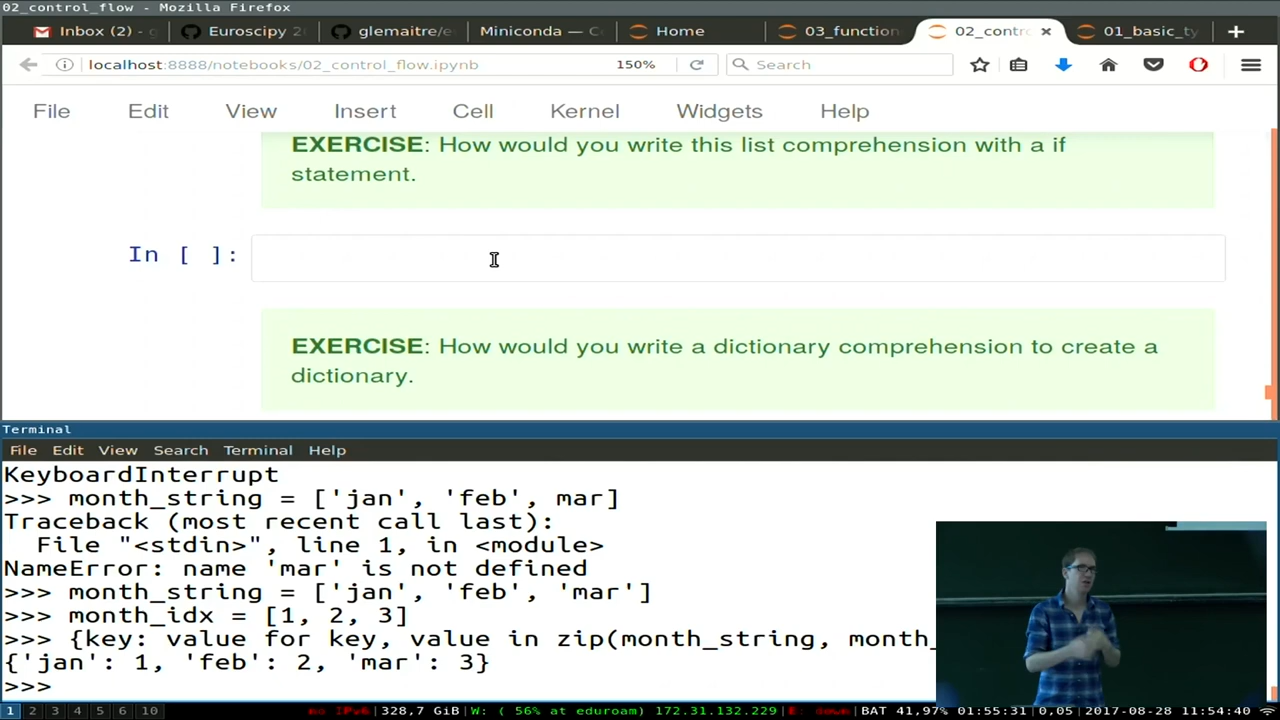 02_control_flow - Mozilla Firefox
Inbox (2) - g
Euroscipy 2
glemaitre/e
Miniconda — C
Home
03_function
02_contr
01_basic_ty
localhost:8888/notebooks/02_control_flow.ipynb
150%
Search
File Edit View Insert Cell Kernel Widgets Help
EXERCISE: How would you write this list comprehension with a if
statement.
In [ ]:
EXERCISE: How would you write a dictionary comprehension to create a
dictionary.
Terminal
File Edit View Search Terminal Help
KeyboardInterrupt
>>> month_string = ['jan', 'feb', mar]
Traceback (most recent call last):
  File "<stdin>", line 1, in <module>
NameError: name 'mar' is not defined
>>> month_string = ['jan', 'feb', 'mar']
>>> month_idx = [1, 2, 3]
>>> {key: value for key, value in zip(month_string, month_
{'jan': 1, 'feb': 2, 'mar': 3}
>>>
1 2 3 4 5 6 10 no IPv6|328,7 GiB|W: ( 56% at eduroam) 172.31.132.229|E: down|BAT 41,97% 01:55:31|0,05|2017-08-28 11:54:40